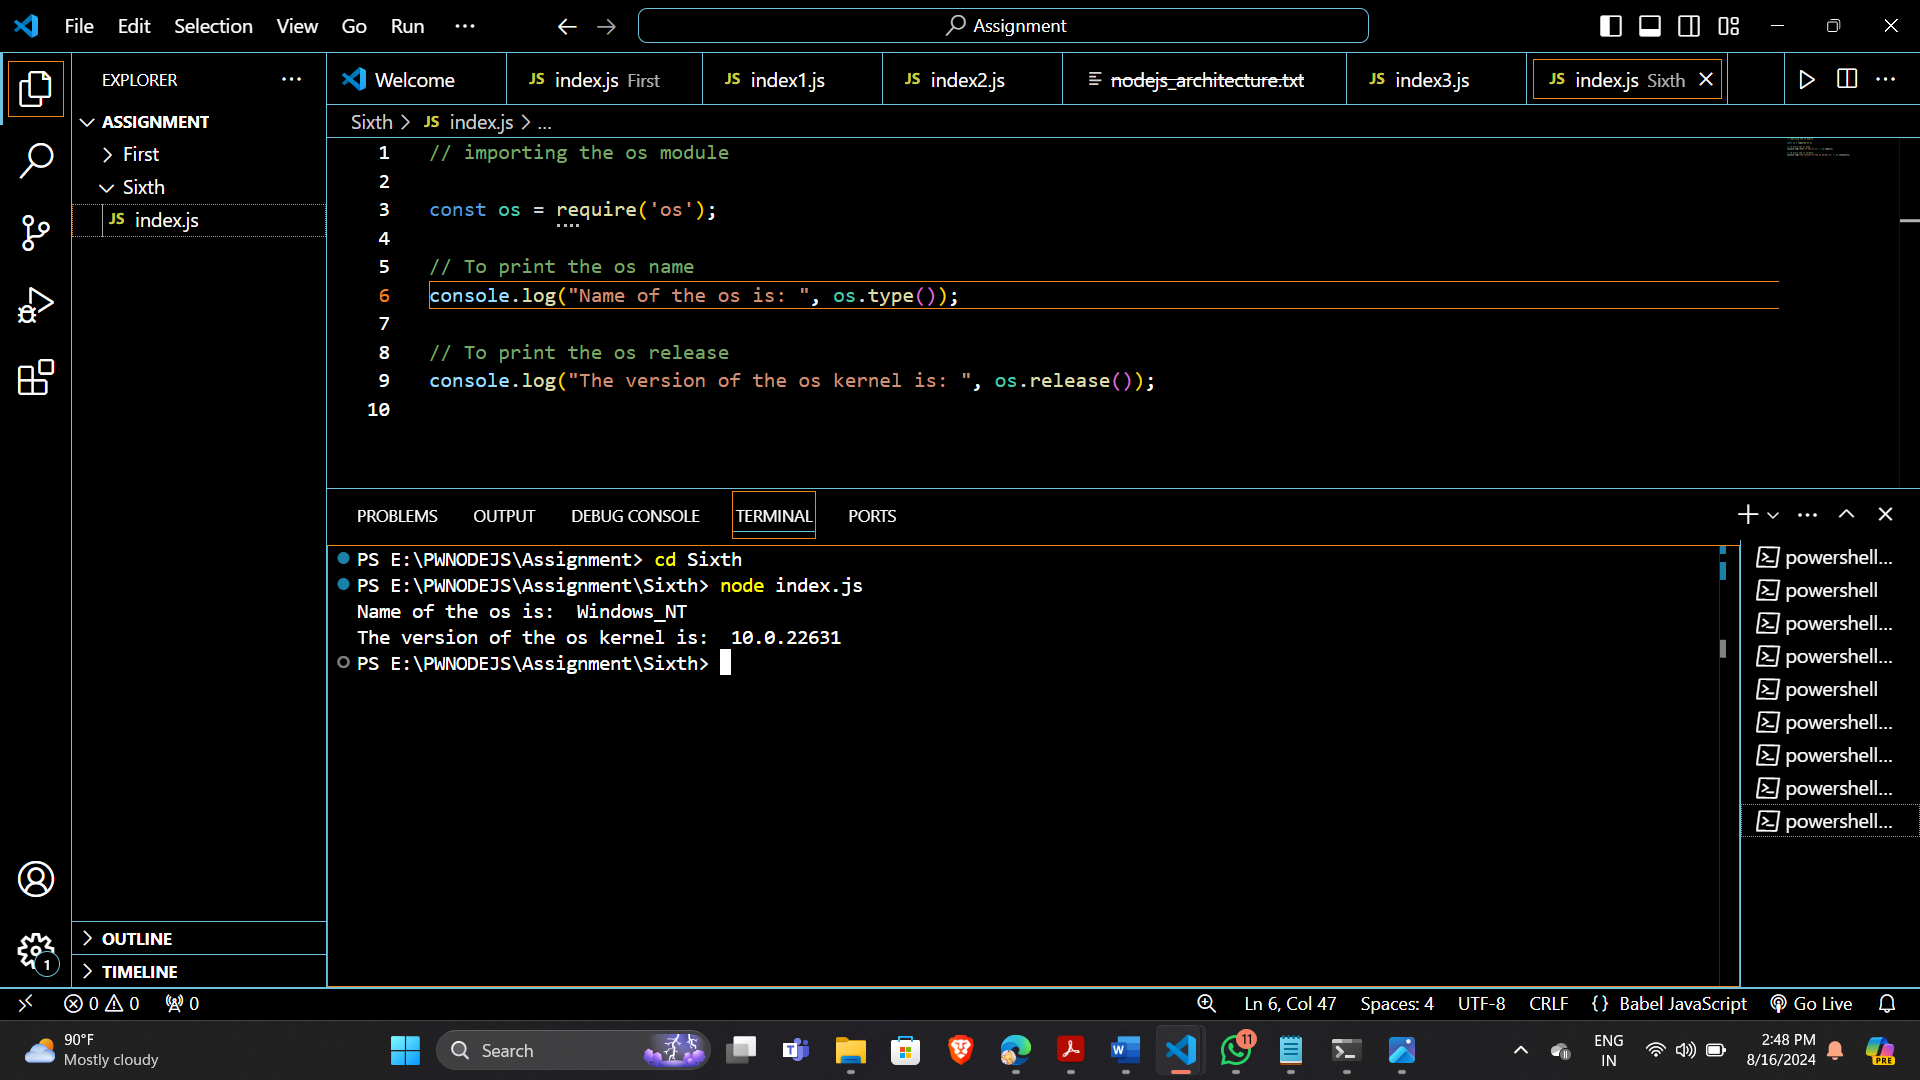 File Edit Selection View Go Run ··· Assignment
EXPLORER ···
Welcome index.js First index1.js index2.js nodejs_architecture.txt index3.js index.js Sixth
ASSIGNMENT
First
Sixth
JS index.js
Sixth > JS index.js > ...
1 // importing the os module
2
3 const os = require('os');
4
5 // To print the os name
6 console.log("Name of the os is: ", os.type());
7
8 // To print the os release
9 console.log("The version of the os kernel is: ", os.release());
10
PROBLEMS OUTPUT DEBUG CONSOLE TERMINAL PORTS
PS E:\PWNODEJS\Assignment> cd Sixth
PS E:\PWNODEJS\Assignment\Sixth> node index.js
Name of the os is:  Windows_NT
The version of the os kernel is:  10.0.22631
PS E:\PWNODEJS\Assignment\Sixth>
powershell...
powershell
powershell...
powershell...
powershell
powershell...
powershell...
powershell...
powershell...
OUTLINE
TIMELINE
1
0 0 0 Ln 6, Col 47 Spaces: 4 UTF-8 CRLF {} Babel JavaScript Go Live
90°F
Mostly cloudy
Search
11
ENG
IN
2:48 PM
8/16/2024
PRE